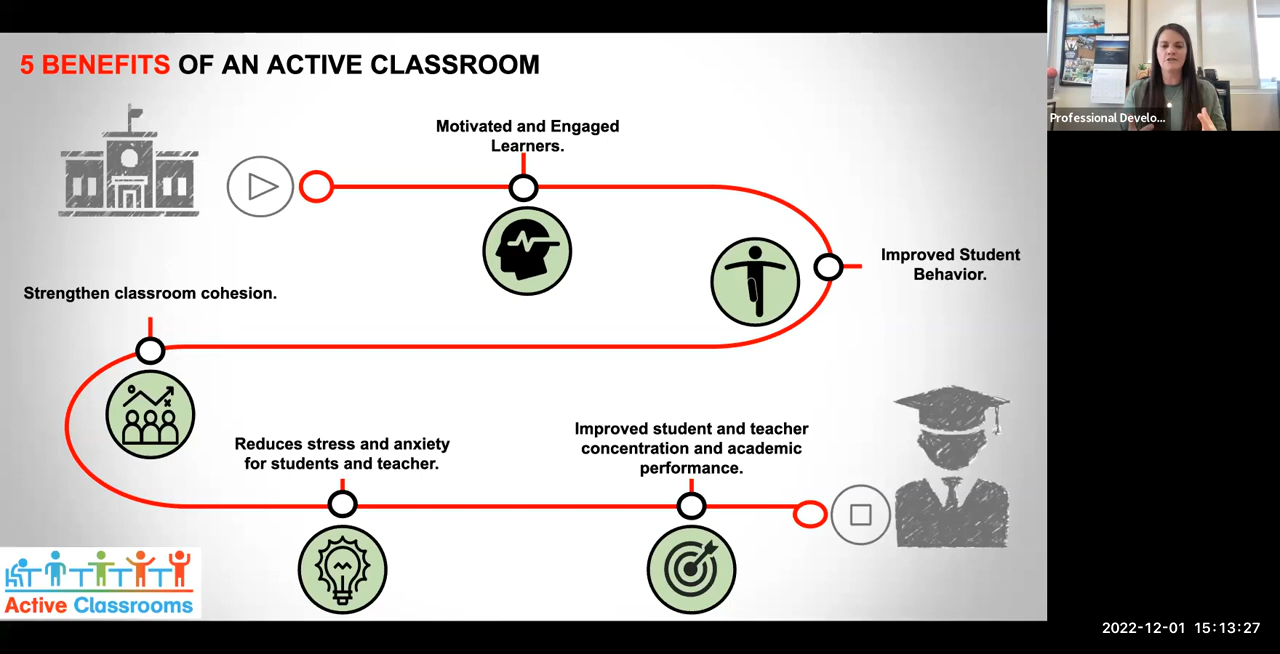 5 BENEFITS OF AN ACTIVE CLASSROOM
Motivated and Engaged
Learners.
Improved Student
Behavior.
Strengthen classroom cohesion.
Reduces stress and anxiety
for students and teacher.
Improved student and teacher
concentration and academic
performance.
Active Classrooms
Professional Develo...
2022-12-01 15:13:27